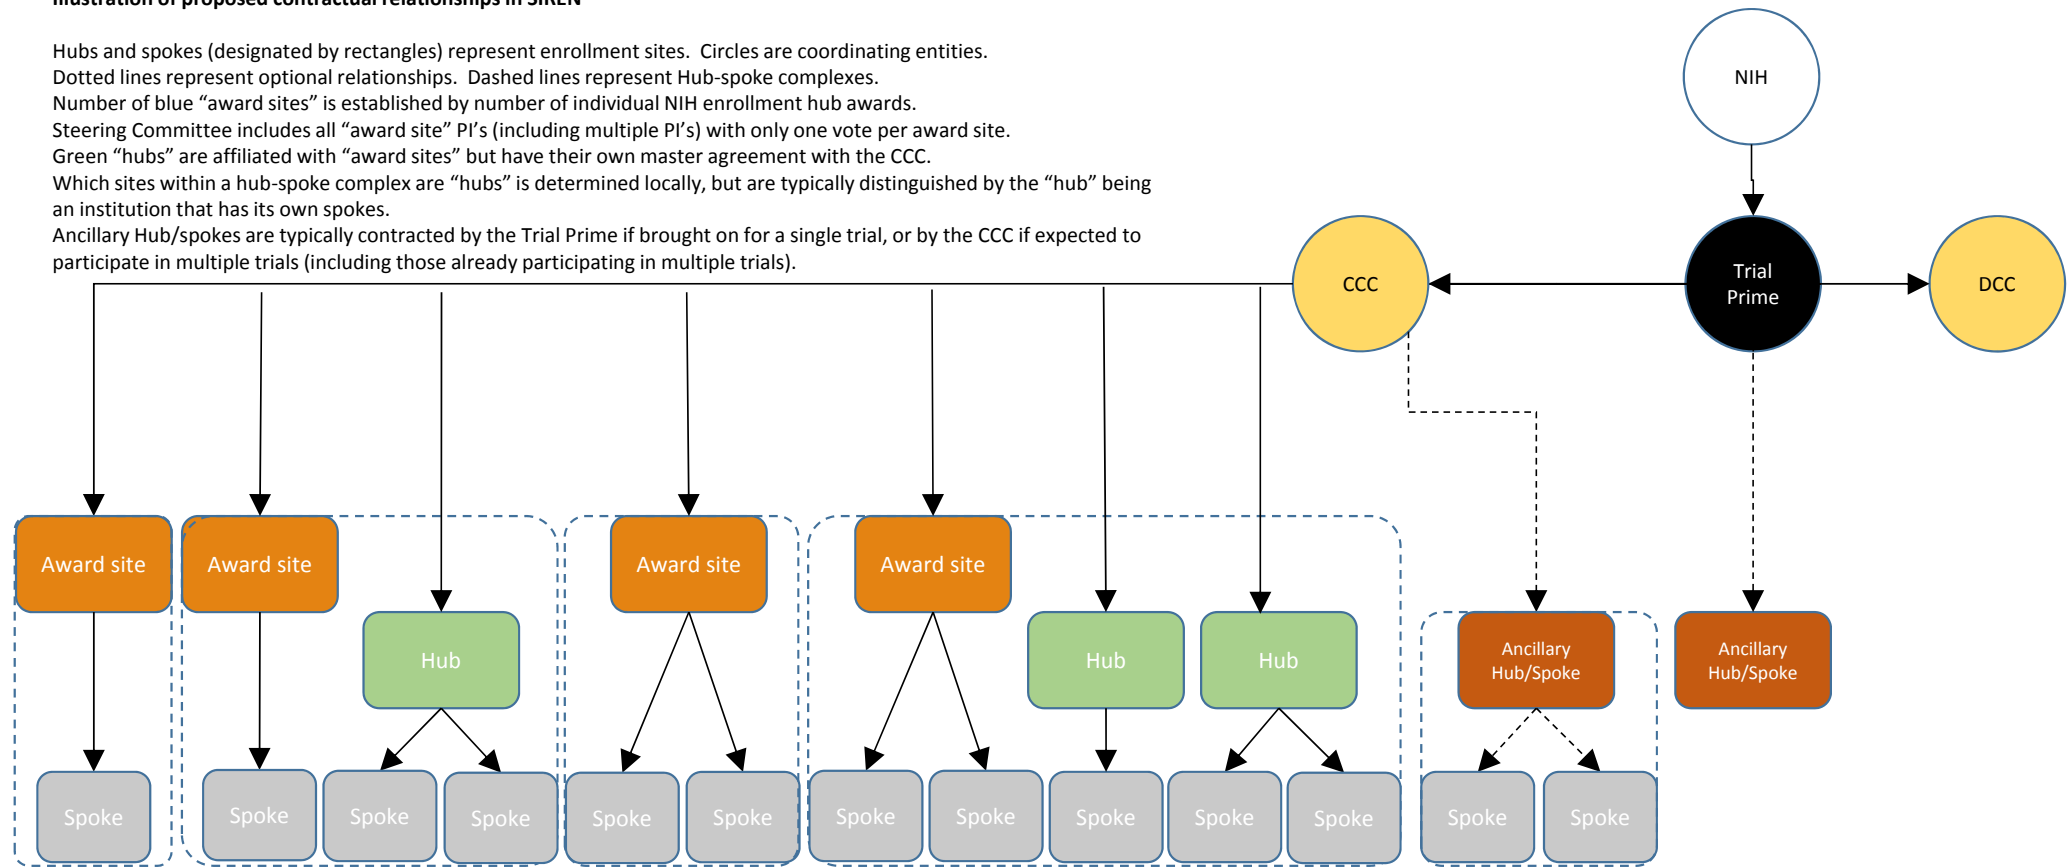 Illustration of proposed contractual relationships in SIREN
Hubs and spokes (designated by rectangles) represent enrollment sites.  Circles are coordinating entities.
Dotted lines represent optional relationships.  Dashed lines represent Hub-spoke complexes.
Number of blue “award sites” is established by number of individual NIH enrollment hub awards.
Steering Committee includes all “award site” PI’s (including multiple PI’s) with only one vote per award site.
Green “hubs” are affiliated with “award sites” but have their own master agreement with the CCC.
Which sites within a hub-spoke complex are “hubs” is determined locally, but are typically distinguished by the “hub” being
an institution that has its own spokes.
Ancillary Hub/spokes are typically contracted by the Trial Prime if brought on for a single trial, or by the CCC if expected to
participate in multiple trials (including those already participating in multiple trials).
NIH
CCC
Trial
Prime
DCC
Award site
Award site
Award site
Award site
Hub
Hub
Hub
Ancillary
Hub/Spoke
Ancillary
Hub/Spoke
Spoke
Spoke
Spoke
Spoke
Spoke
Spoke
Spoke
Spoke
Spoke
Spoke
Spoke
Spoke
Spoke